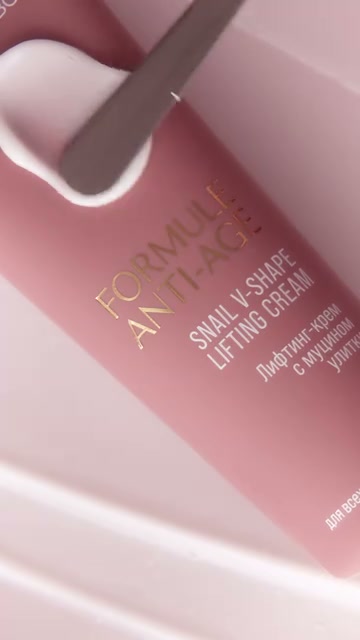 FORMULE
ANTI-AGE
SNAIL V-SHAPE
LIFTING CREAM
Лифтинг-крем
с муцином
улитки
для всех